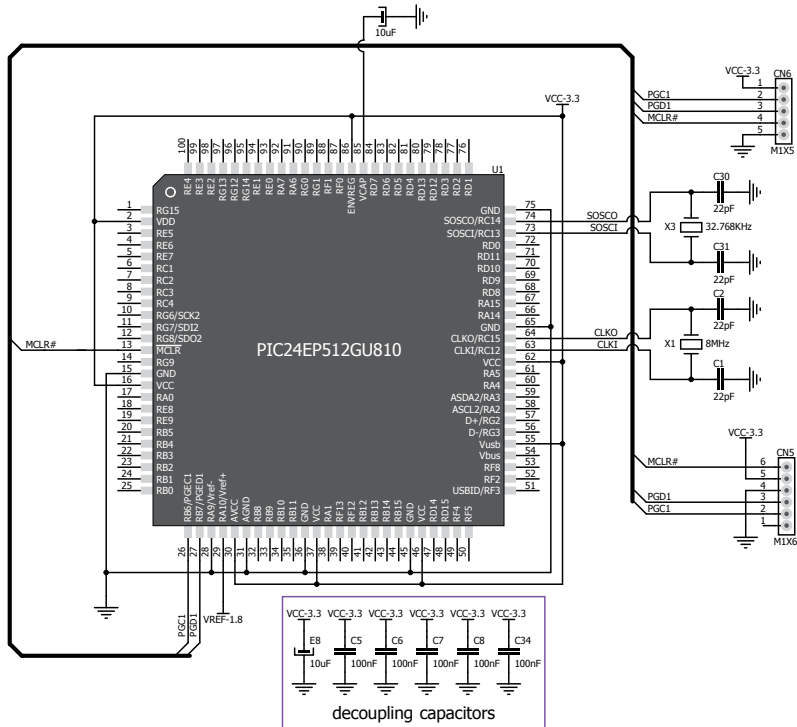 10uF
VCC-3.3
CN6
VCC-3.3
1
PGC1 2
PGD1 3
MCLR# 4
5
M1X5
100 99 98 97 96 95 94 93 92 91 90 89 88 87 86 85 84 83 82 81 80 79 78 77 76
RE4 RE3 RE2 RG13 RG12 RG14 RE1 RE0 RA7 RA6 RG0 RG1 RF1 RF0 ENVREG VCAP RD7 RD6 RD5 RD4 RD13 RD12 RD3 RD2 RD1
U1
1 RG15
2 VDD
3 RE5
4 RE6
5 RE7
6 RC1
7 RC2
8 RC3
9 RC4
10 RG6/SCK2
11 RG7/SDI2
12 RG8/SDO2
MCLR# 13 MCLR
14 RG9
15 GND
16 VCC
17 RA0
18 RE8
19 RE9
20 RB5
21 RB4
22 RB3
23 RB2
24 RB1
25 RB0
PIC24EP512GU810
GND 75
SOSCO/RC14 74 SOSCO
SOSCI/RC13 73 SOSCI
RD0 72
RD11 71
RD10 70
RD9 69
RD8 68
RA15 67
RA14 66
GND 65
CLKO/RC15 64 CLKO
CLKI/RC12 63 CLKI
VCC 62
RA5 61
RA4 60
ASDA2/RA3 59
ASCL2/RA2 58
D+/RG2 57
D-/RG3 56
Vusb 55
Vbus 54
RF8 53
RF2 52
USBID/RF3 51
C30
22pF
X3 32.768KHz
C31
22pF
C2
22pF
X1 8MHz
C1
22pF
VCC-3.3
CN5
MCLR# 6
5
4
PGD1 3
PGC1 2
1
M1X6
RB6/PGEC1 RB7/PGED1 RA9/Vref- RA10/Vref+ AVCC AGND RB8 RB9 RB10 RB11 GND VCC RA1 RF13 RF12 RB12 RB13 RB14 RB15 GND VCC RD14 RD15 RF4 RF5
26 27 28 29 30 31 32 33 34 35 36 37 38 39 40 41 42 43 44 45 46 47 48 49 50
PGC1 PGD1
VREF-1.8
VCC-3.3 VCC-3.3 VCC-3.3 VCC-3.3 VCC-3.3 VCC-3.3
E8 C5 C6 C7 C8 C34
10uF 100nF 100nF 100nF 100nF 100nF
decoupling capacitors